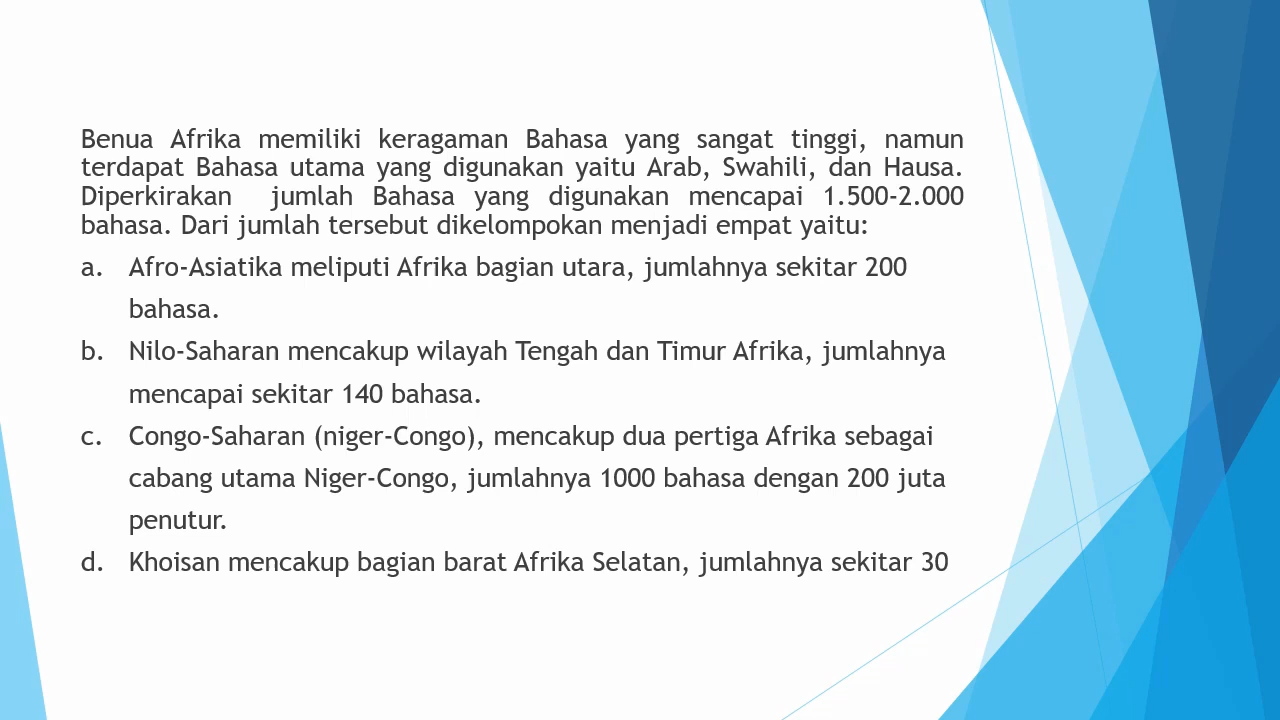 Benua Afrika memiliki keragaman Bahasa yang sangat tinggi, namun
terdapat Bahasa utama yang digunakan yaitu Arab, Swahili, dan Hausa.
Diperkirakan jumlah Bahasa yang digunakan mencapai 1.500-2.000
bahasa. Dari jumlah tersebut dikelompokan menjadi empat yaitu:
a. Afro-Asiatika meliputi Afrika bagian utara, jumlahnya sekitar 200
bahasa.
b. Nilo-Saharan mencakup wilayah Tengah dan Timur Afrika, jumlahnya
mencapai sekitar 140 bahasa.
c. Congo-Saharan (niger-Congo), mencakup dua pertiga Afrika sebagai
cabang utama Niger-Congo, jumlahnya 1000 bahasa dengan 200 juta
penutur.
d. Khoisan mencakup bagian barat Afrika Selatan, jumlahnya sekitar 30